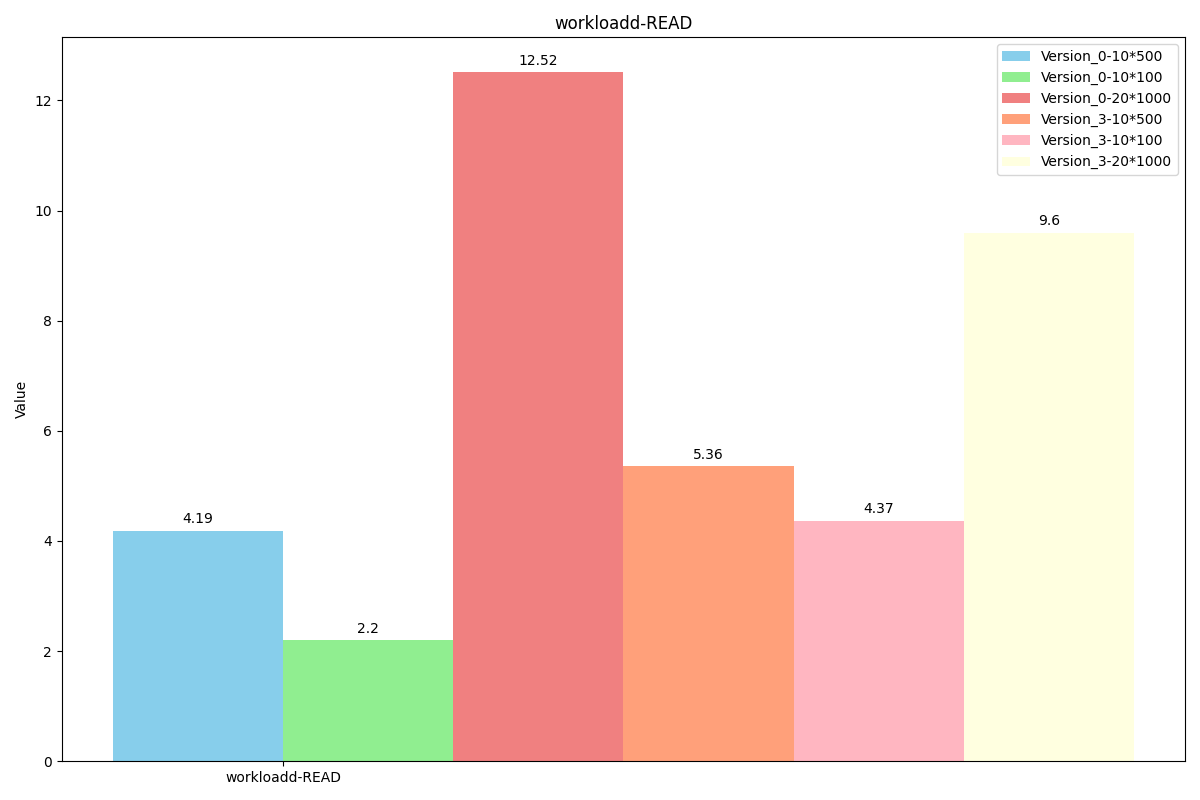 workloadd-READ
Version_0-10*500
Version_0-10*100
Version_0-20*1000
Version_3-10*500
Version_3-10*100
Version_3-20*1000
12.52
9.6
5.36
4.37
4.19
2.2
Value
12
10
8
6
4
2
0
workloadd-READ